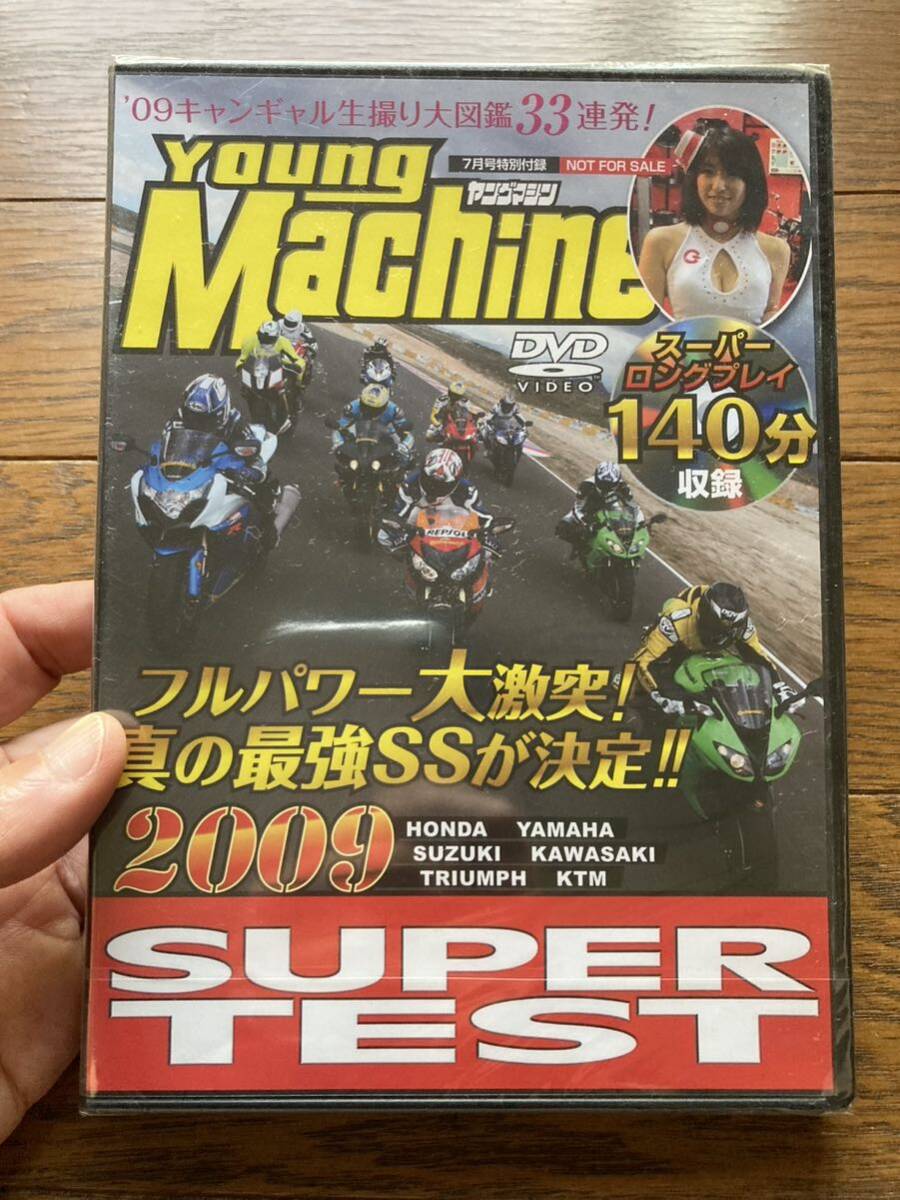 '09キャンギャル生撮り大図鑑33連発!
Young
7月号特別付録 NOT FOR SALE
ヤングマシン
Machine
G
DVD
VIDEO
スーパー
ロングプレイ
140分
収録
R
REPSOL
フルパワー大激突!
真の最強SSが決定!!
2009
HONDA YAMAHA
SUZUKI KAWASAKI
TRIUMPH KTM
SUPER
TEST